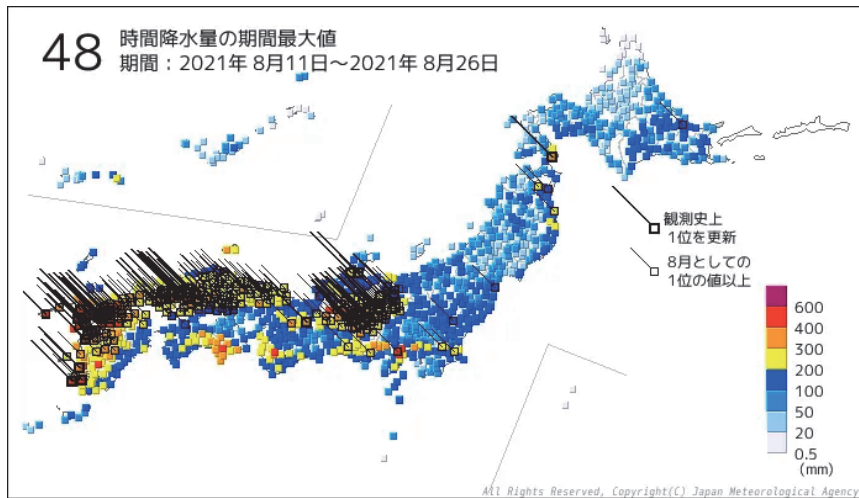 48 時間降水量の期間最大値
期間：2021年 8月11日～2021年 8月26日
観測史上
1位を更新
8月としての
1位の値以上
600
400
300
200
100
50
20
0.5
(mm)
All Rights Reserved, Copyright(C) Japan Meteorological Agency